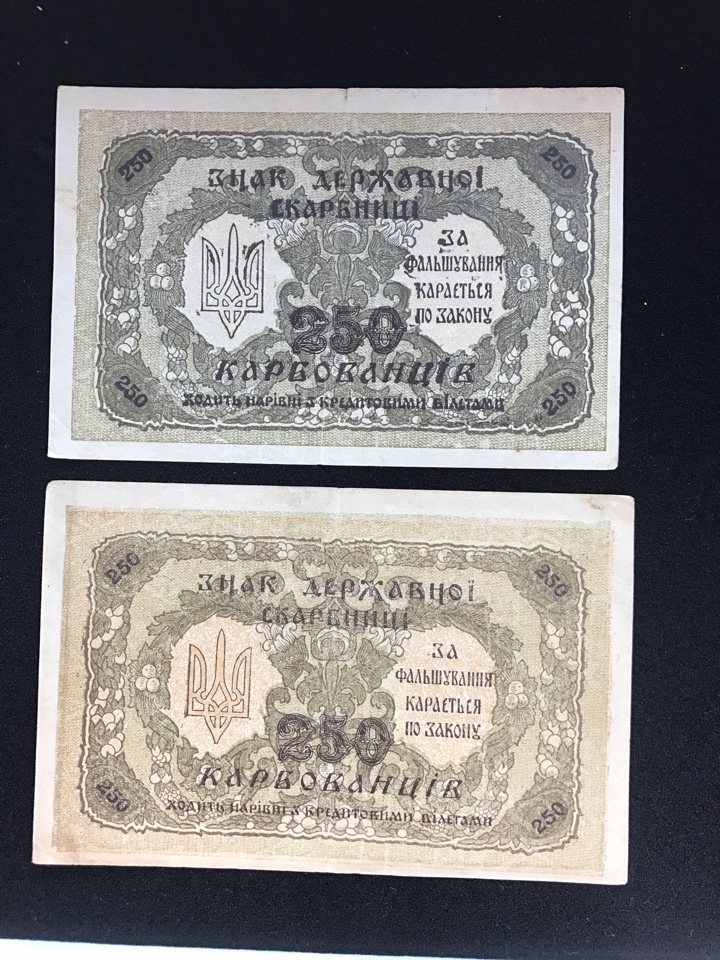 250 250
ЗНАК ДЕРЖАВНОЇ
СКАРБНИЦІ
ЗА
ФАЛЬШУВАННЯ
КАРАЄТЬСЯ
ПО ЗАКОНУ
250
КАРБОВАНЦІВ
250 250
ХОДИТЬ НАРІВНІ З КРЕДИТОВИМИ БІЛЕТАМИ
250 250
ЗНАК ДЕРЖАВНОЇ
СКАРБНИЦІ
ЗА
ФАЛЬШУВАННЯ
КАРАЄТЬСЯ
ПО ЗАКОНУ
250
КАРБОВАНЦІВ
250 250
ХОДИТЬ НАРІВНІ З КРЕДИТОВИМИ БІЛЕТАМИ